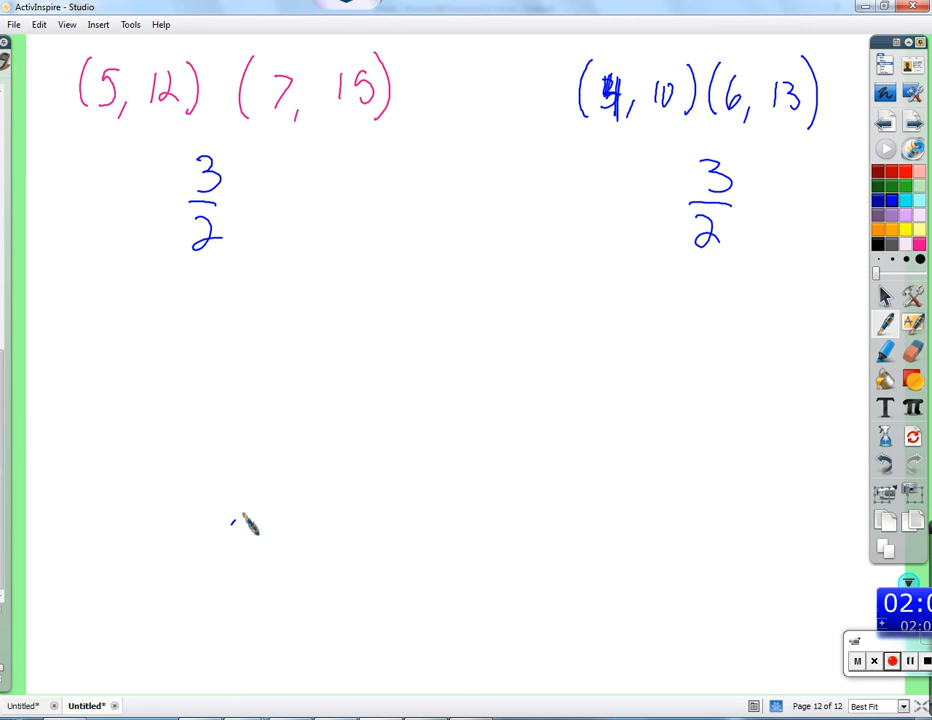 ActivInspire - Studio
File Edit View Insert Tools Help
(5, 12) (7, 15) (4, 10) (6, 13)
3 3
2 2
02:0
02:0
M
Untitled* Untitled* Page 12 of 12 Best Fit